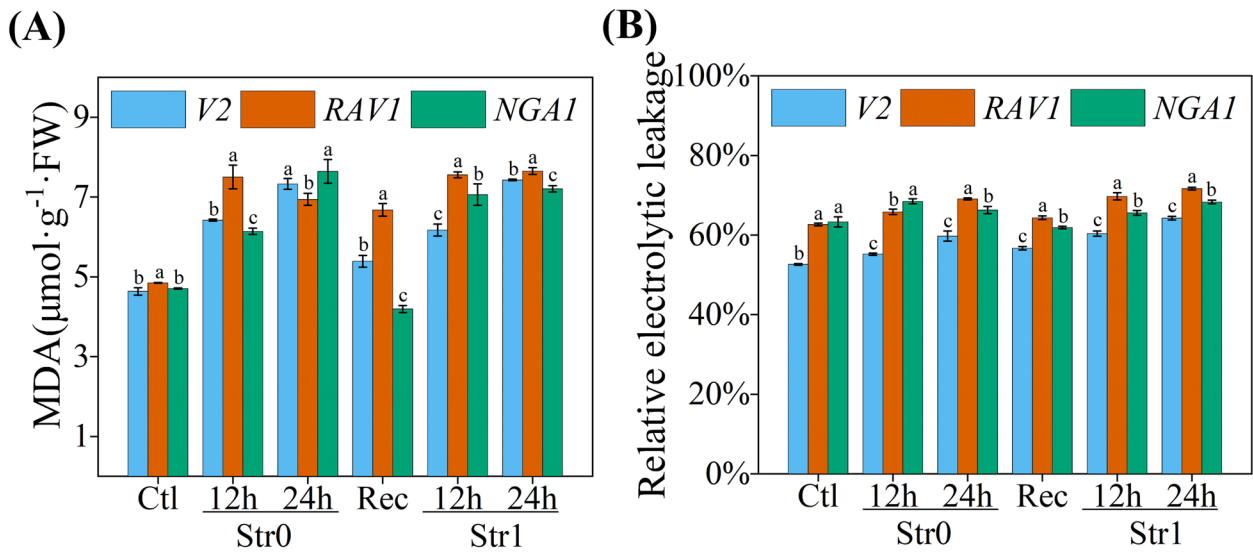 (A)
MDA(μmol·g⁻¹·FW)
9
7
5
3
1
V2 RAV1 NGA1
b a b
b a c
a b a
b a c
c a b
b a c
Ctl 12h 24h Rec 12h 24h
Str0 Str1
(B)
Relative electrolytic leakage
100%
80%
60%
40%
20%
0%
V2 RAV1 NGA1
b a a
c b a
c a b
c a b
c a b
c a b
Ctl 12h 24h Rec 12h 24h
Str0 Str1